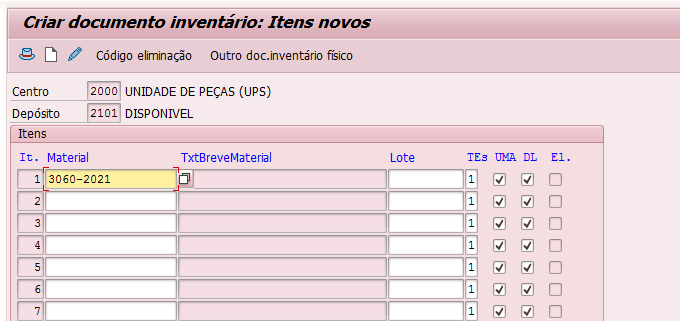 Criar documento inventário: Itens novos
Código eliminação Outro doc.inventário físico
Centro 2000 UNIDADE DE PEÇAS (UPS)
Depósito 2101 DISPONIVEL
Itens
It. Material TxtBreveMaterial Lote TEs UMA DL El.
1 3060-2021 1
2 1
3 1
4 1
5 1
6 1
7 1